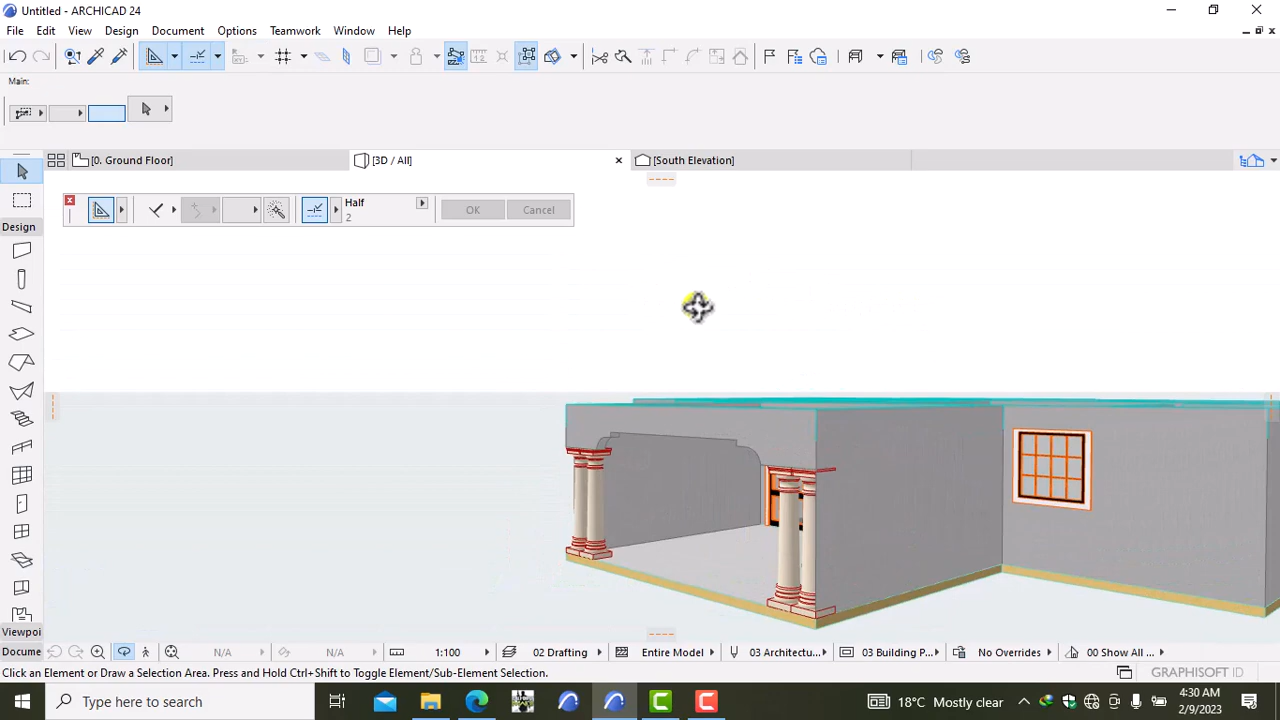 Untitled - ARCHICAD 24
File Edit View Design Document Options Teamwork Window Help
Main:
[0. Ground Floor] [3D / All] [South Elevation]
Half
2
OK Cancel
Design
Viewpoi
Docume
N/A N/A 1:100 02 Drafting Entire Model 03 Architectu... 03 Building P... No Overrides 00 Show All ...
Click an Element or Draw a Selection Area. Press and Hold Ctrl+Shift to Toggle Element/Sub-Element Selection.
GRAPHISOFT ID
Type here to search
18°C Mostly clear
4:30 AM
2/9/2023